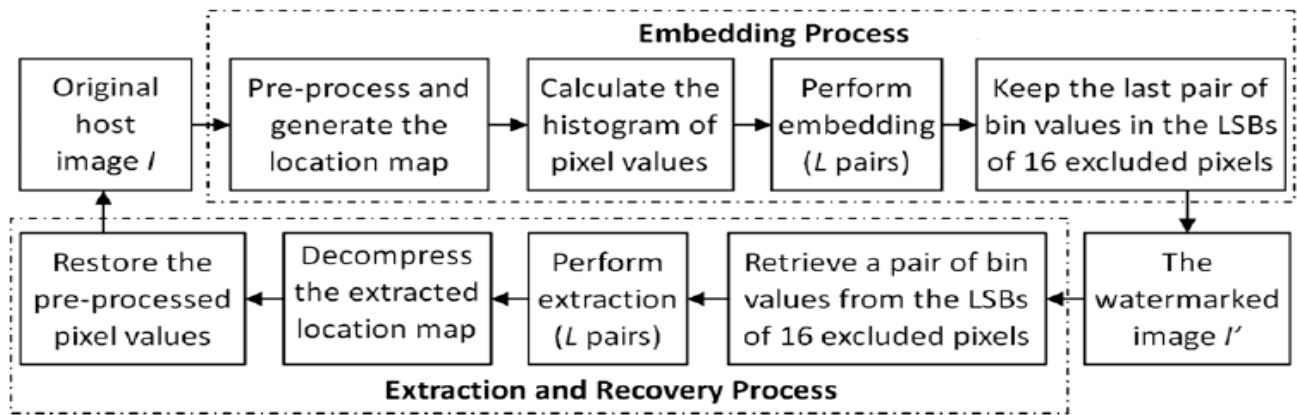 Embedding Process
Original
host
image I
Pre-process and
generate the
location map
Calculate the
histogram of
pixel values
Perform
embedding
(L pairs)
Keep the last pair of
bin values in the LSBs
of 16 excluded pixels
Restore the
pre-processed
pixel values
Decompress
the extracted
location map
Perform
extraction
(L pairs)
Retrieve a pair of bin
values from the LSBs
of 16 excluded pixels
The
watermarked
image I′
Extraction and Recovery Process